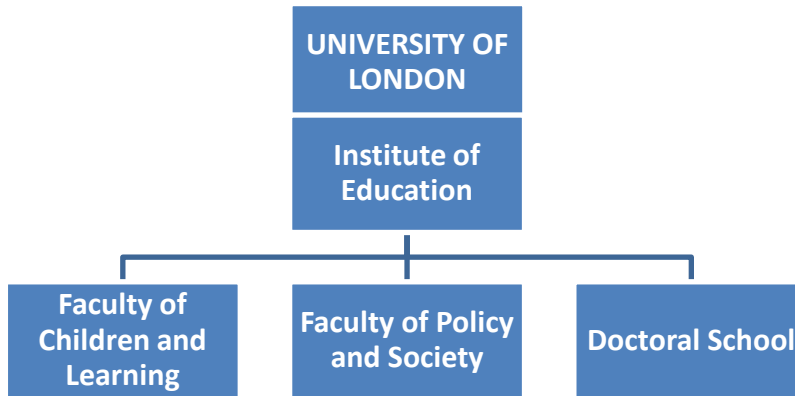 UNIVERSITY OF
LONDON
Institute of
Education
Faculty of
Children and
Learning
Faculty of Policy
and Society
Doctoral School